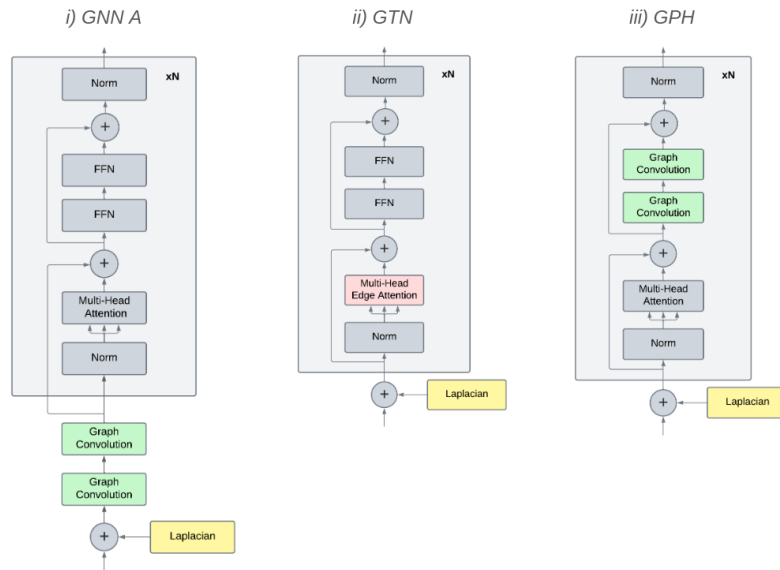 i) GNN A
xN
Norm
+
FFN
FFN
+
Multi-Head
Attention
Norm
Graph
Convolution
Graph
Convolution
+
Laplacian
ii) GTN
xN
Norm
+
FFN
FFN
+
Multi-Head
Edge Attention
Norm
+
Laplacian
iii) GPH
xN
Norm
+
Graph
Convolution
Graph
Convolution
+
Multi-Head
Attention
Norm
+
Laplacian